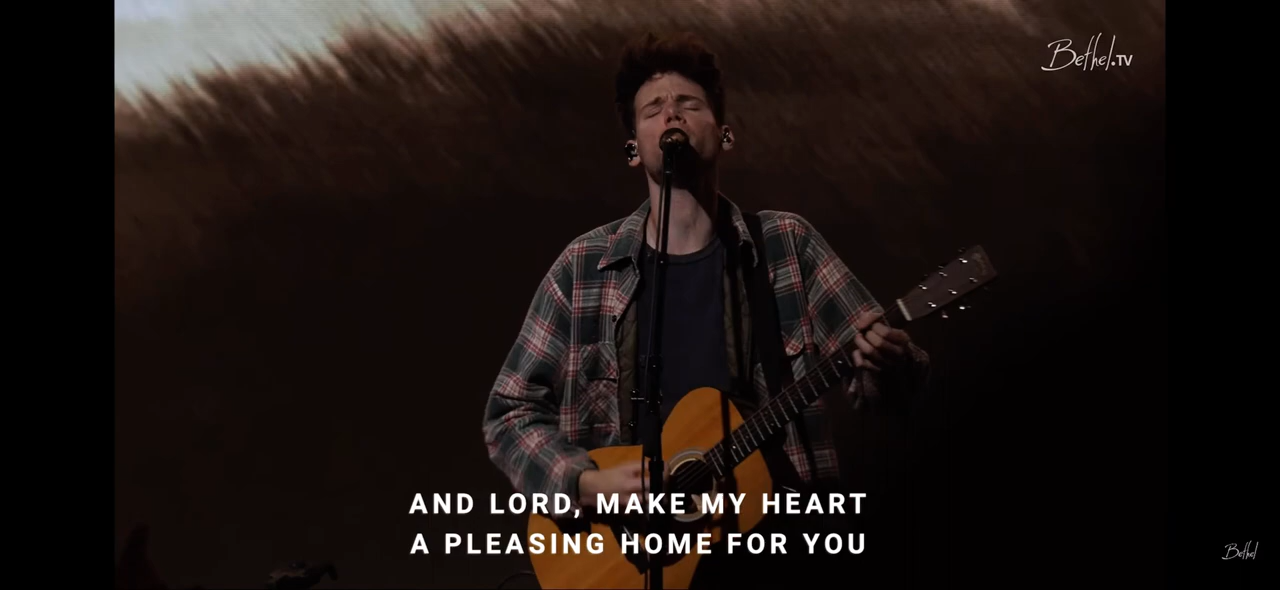 Bethel.TV
AND LORD, MAKE MY HEART
A PLEASING HOME FOR YOU
Bethel